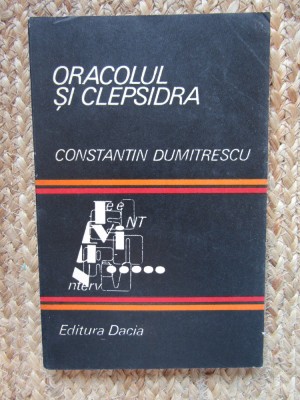 ORACOLUL
ȘI CLEPSIDRA
CONSTANTIN DUMITRESCU
Editura Dacia